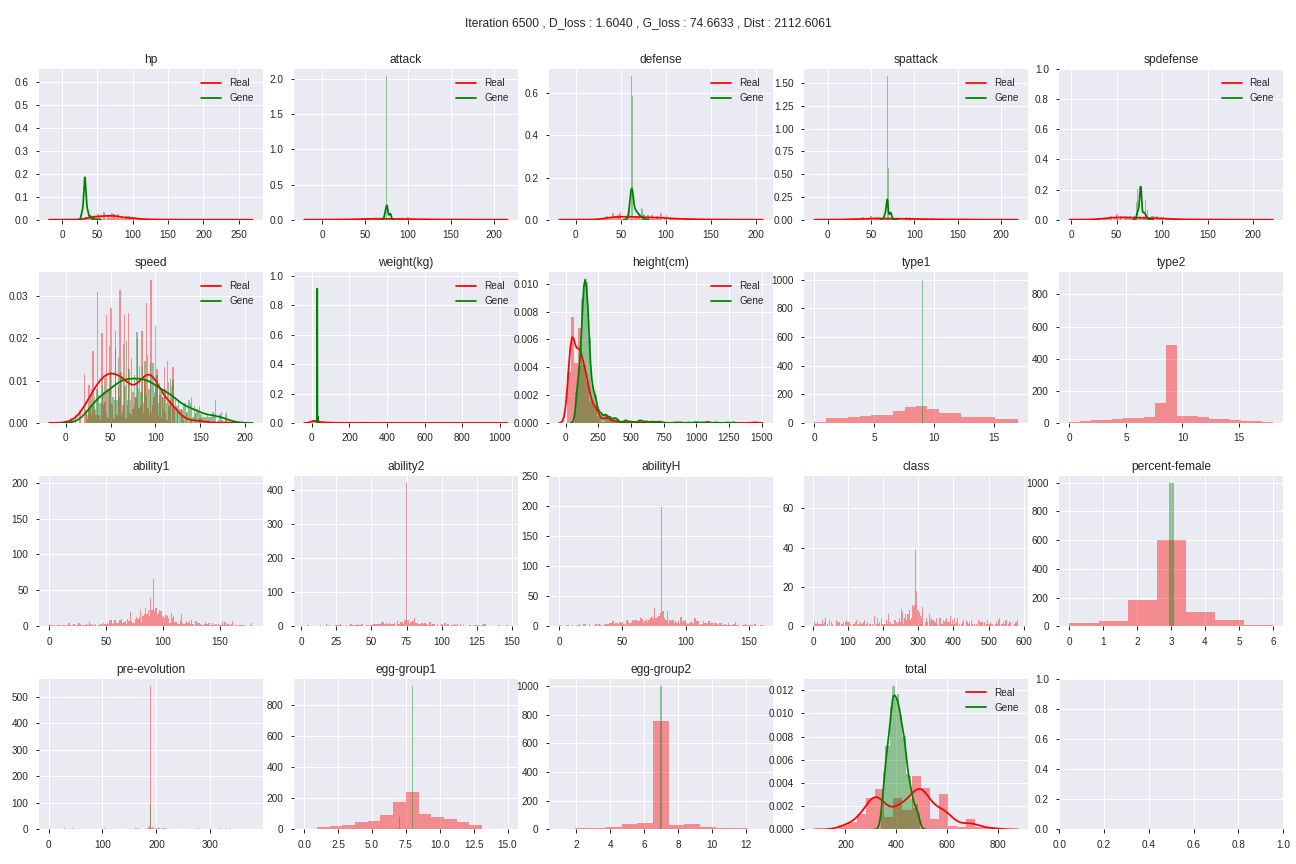 Iteration 6500 , D_loss : 1.6040 , G_loss : 74.6633 , Dist : 2112.6061
hp
attack
defense
spattack
spdefense
Real
Gene
Real
Gene
Real
Gene
Real
Gene
Real
Gene
0.6
0.5
0.4
0.3
0.2
0.1
0.0
2.0
1.5
1.0
0.5
0.0
0.6
0.4
0.2
0.0
1.50
1.25
1.00
0.75
0.50
0.25
0.00
1.0
0.8
0.6
0.4
0.2
0.0
0 50 100 150 200 250
0 50 100 150 200
0 50 100 150 200
0 50 100 150 200
0 50 100 150 200
speed
weight(kg)
height(cm)
type1
type2
Real
Gene
Real
Gene
Real
Gene
0.03
0.02
0.01
0.00
1.0
0.8
0.6
0.4
0.2
0.0
0.010
0.008
0.006
0.004
0.002
0.000
1000
800
600
400
200
0
800
600
400
200
0
0 50 100 150 200
0 200 400 600 800 1000
0 250 500 750 1000 1250 1500
0 5 10 15
0 5 10 15
ability1
ability2
abilityH
class
percent-female
200
150
100
50
0
400
300
200
100
0
250
200
150
100
50
0
60
40
20
0
1000
800
600
400
200
0
0 50 100 150
0 25 50 75 100 125 150
0 50 100 150
0 100 200 300 400 500 600
0 1 2 3 4 5 6
pre-evolution
egg-group1
egg-group2
total
Real
Gene
500
400
300
200
100
0
800
600
400
200
0
1000
800
600
400
200
0
0.012
0.010
0.008
0.006
0.004
0.002
0.000
1.0
0.8
0.6
0.4
0.2
0.0
0 100 200 300
0.0 2.5 5.0 7.5 10.0 12.5 15.0
2 4 6 8 10 12
200 400 600 800
0.0 0.2 0.4 0.6 0.8 1.0